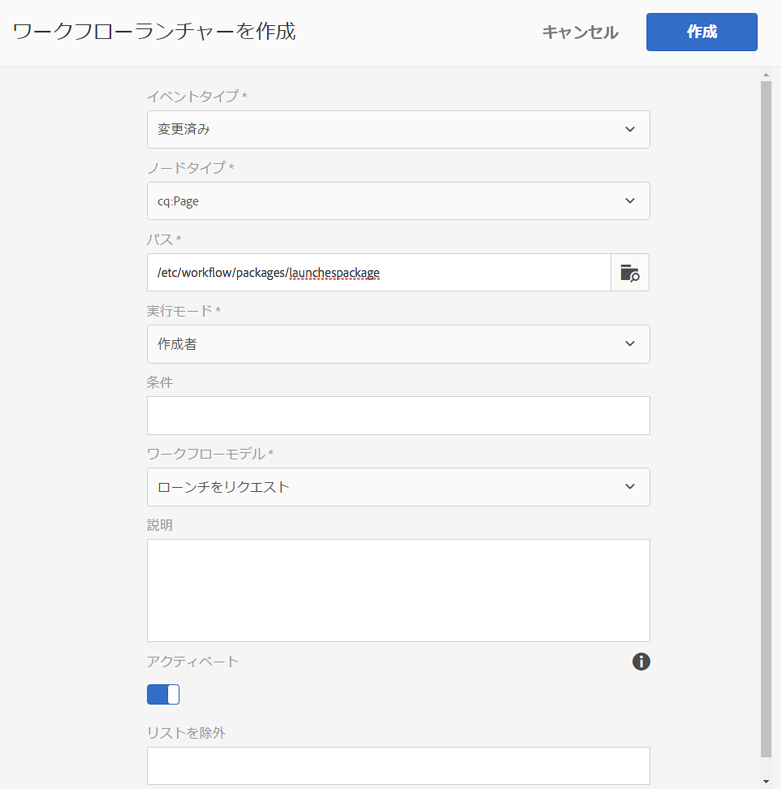 ワークフローランチャーを作成
キャンセル
作成
イベントタイプ *
変更済み
ノードタイプ *
cq:Page
パス *
/etc/workflow/packages/launchespackage
実行モード *
作成者
条件
ワークフローモデル *
ローンチをリクエスト
説明
アクティベート
リストを除外